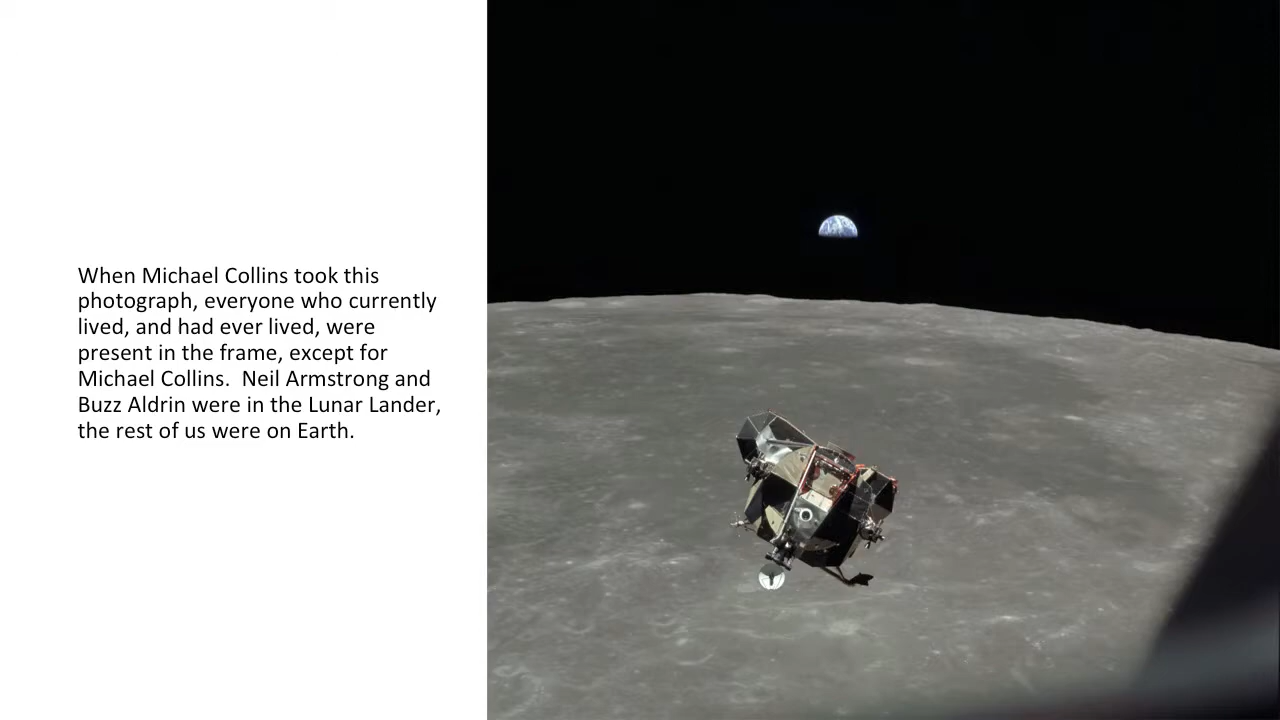 When Michael Collins took this
photograph, everyone who currently
lived, and had ever lived, were
present in the frame, except for
Michael Collins.  Neil Armstrong and
Buzz Aldrin were in the Lunar Lander,
the rest of us were on Earth.